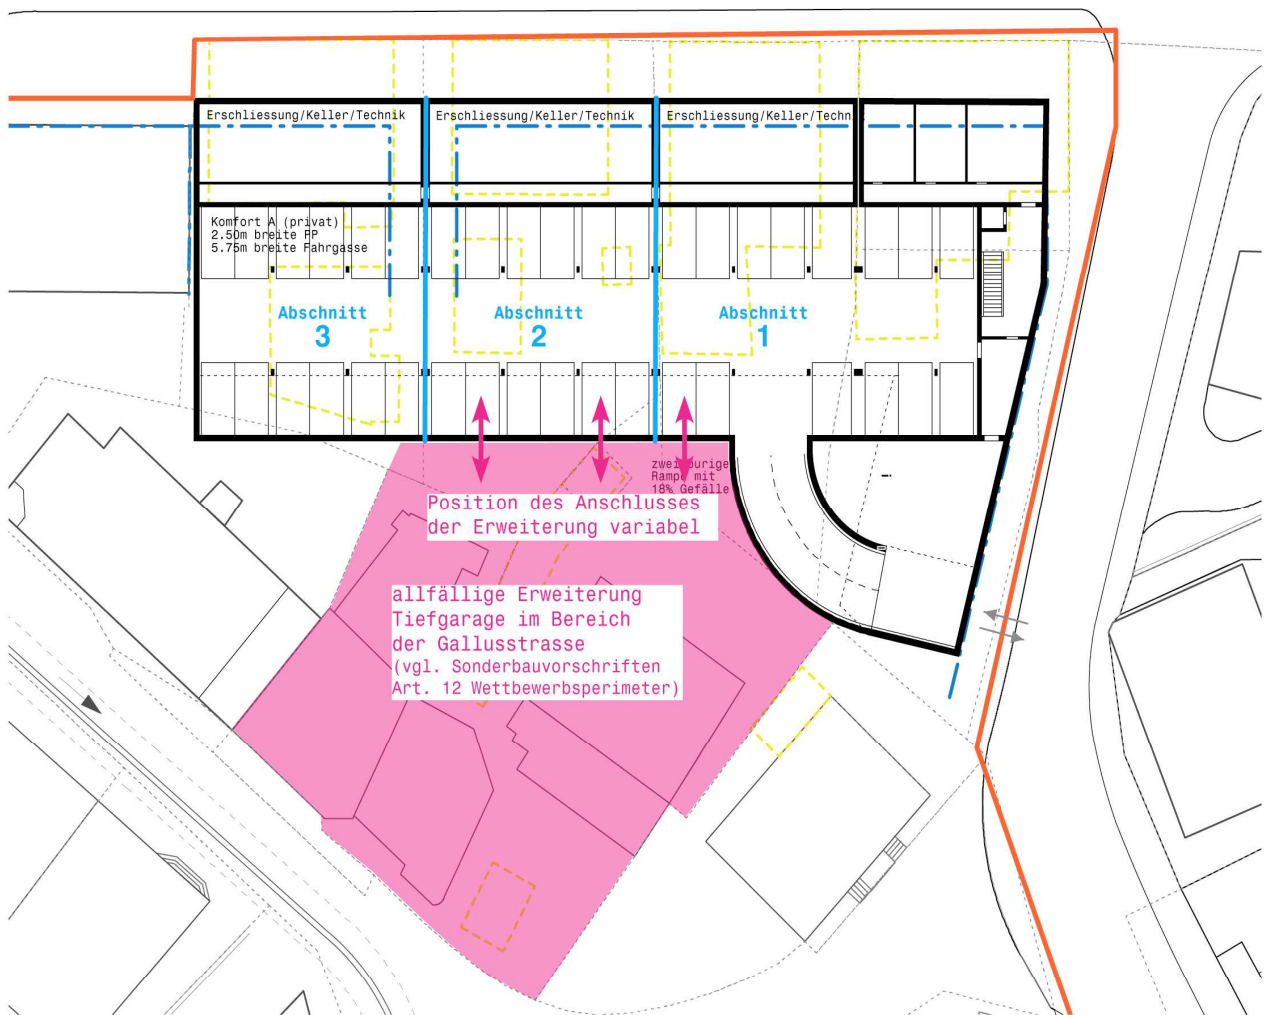 Erschliessung/Keller/Technik
Erschliessung/Keller/Technik
Erschliessung/Keller/Techn
Komfort A (privat)
2.50m breite PP
5.75m breite Fahrgasse
Abschnitt
3
Abschnitt
2
Abschnitt
1
Rampe mit
18% Gefälle
Position des Anschlusses
der Erweiterung variabel
allfällige Erweiterung
Tiefgarage im Bereich
der Gallusstrasse
(vgl. Sonderbauvorschriften
Art. 12 Wettbewerbsperimeter)